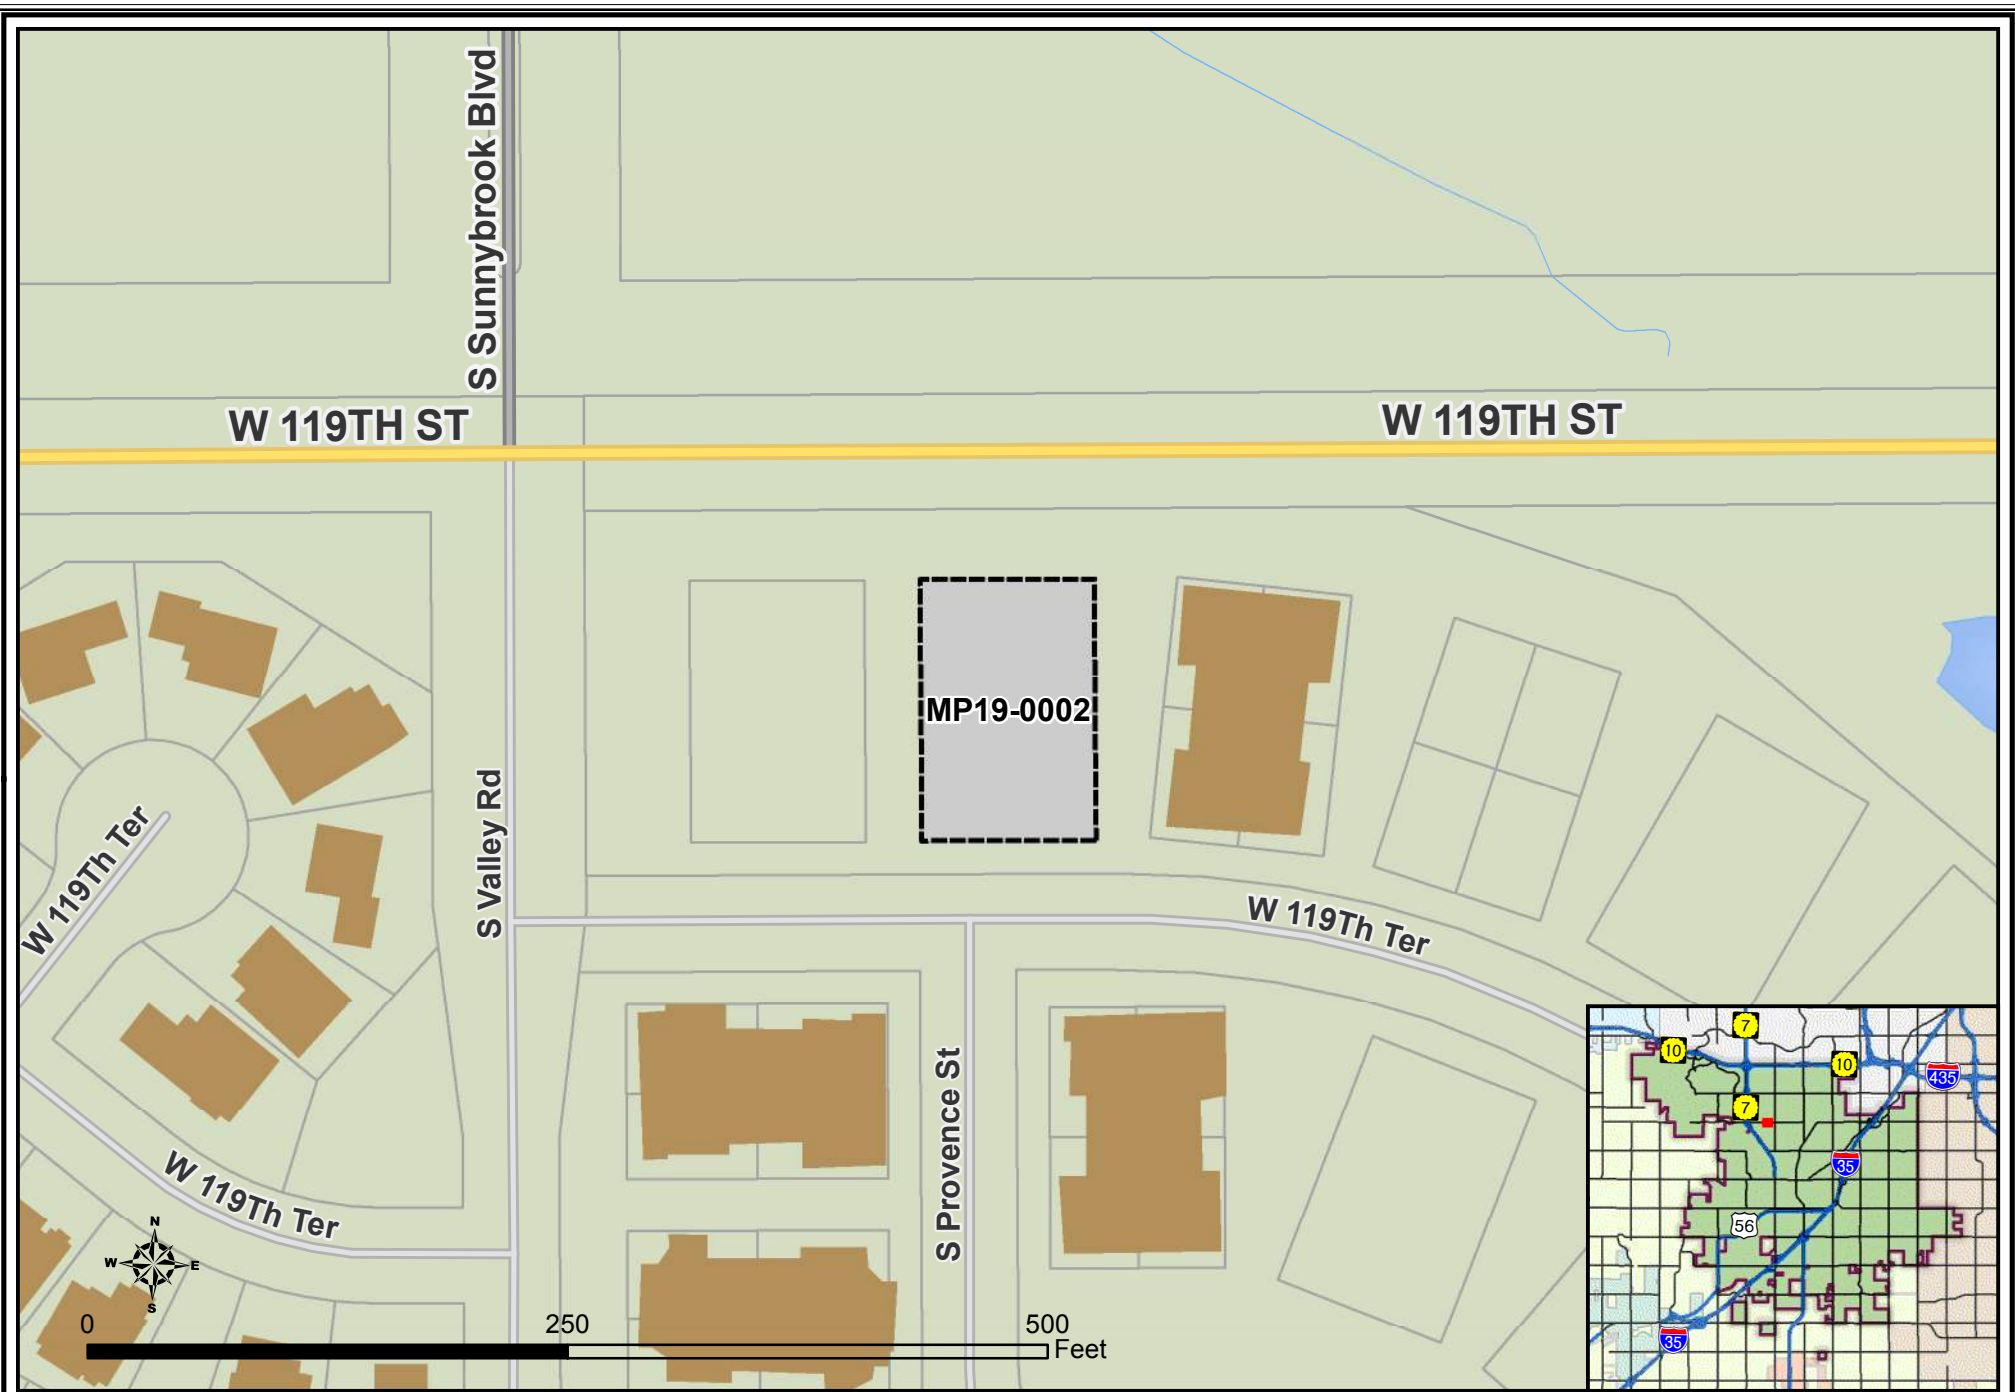 S Sunnybrook Blvd
W 119TH ST
W 119TH ST
MP19-0002
S Valley Rd
W 119Th Ter
W 119Th Ter
S Provence St
W 119Th Ter
N
W
E
S
0
250
500
Feet
7
10
10
435
7
35
56
35